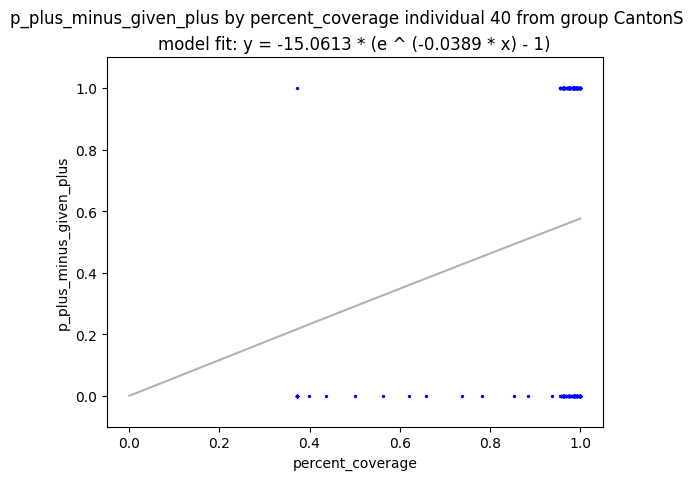 p_plus_minus_given_plus by percent_coverage individual 40 from group CantonS
model fit: y = -15.0613 * (e ^ (-0.0389 * x) - 1)
1.0
0.8
0.6
0.4
0.2
0.0
p_plus_minus_given_plus
0.0 0.2 0.4 0.6 0.8 1.0
percent_coverage